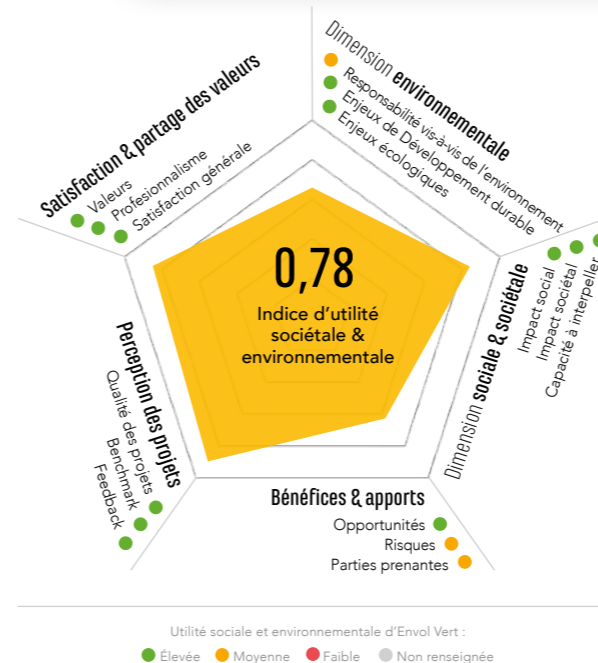 Dimension environnementale
Responsabilité vis-à-vis de l'environnement
Enjeux de Développement durable
Enjeux écologiques
Satisfaction & partage des valeurs
Valeurs
Profesionnalisme
Satisfaction générale
0,78
Indice d'utilité
sociétale &
environnementale
Dimension sociale & sociétale
Impact social
Impact sociétal
Capacité à interpeller
Perception des projets
Qualité des projets
Benchmark
Feedback
Bénéfices & apports
Opportunités
Risques
Parties prenantes
Utilité sociale et environnementale d'Envol Vert :
Élevée Moyenne Faible Non renseignée